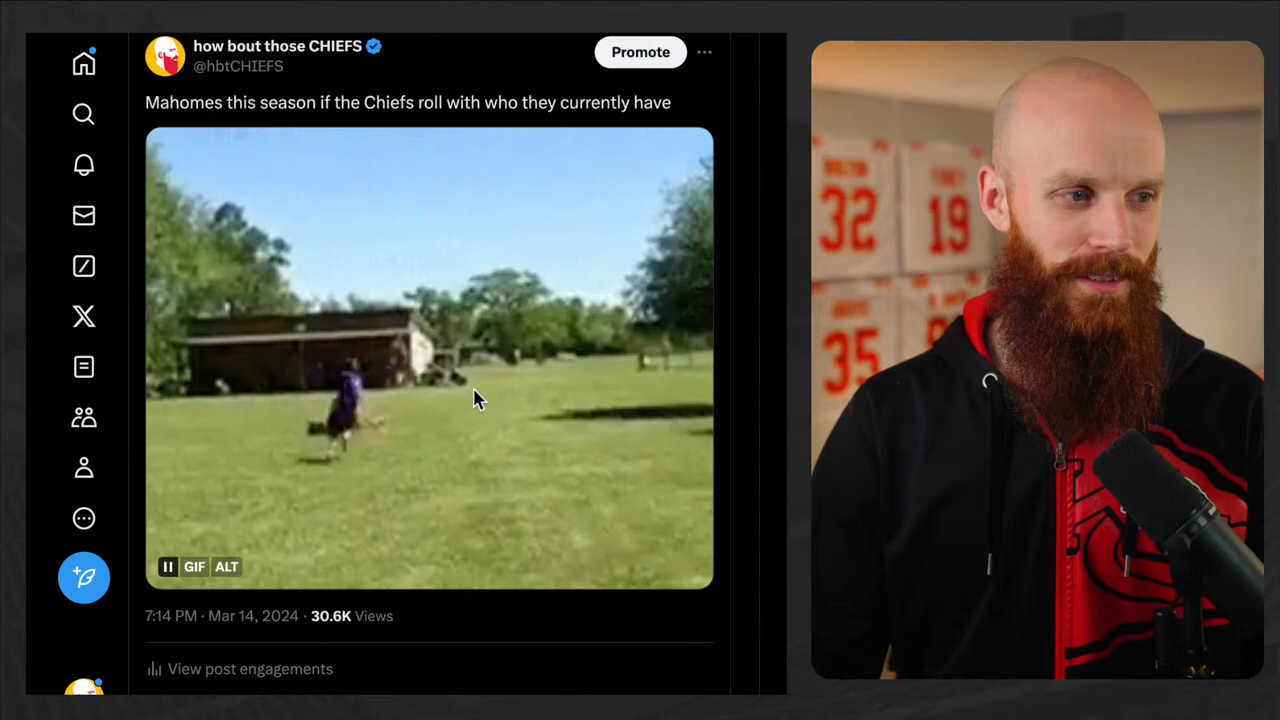 how bout those CHIEFS
@hbtCHIEFS
Promote
Mahomes this season if the Chiefs roll with who they currently have
GIF ALT
7:14 PM · Mar 14, 2024 · 30.6K Views
View post engagements
32
19
35